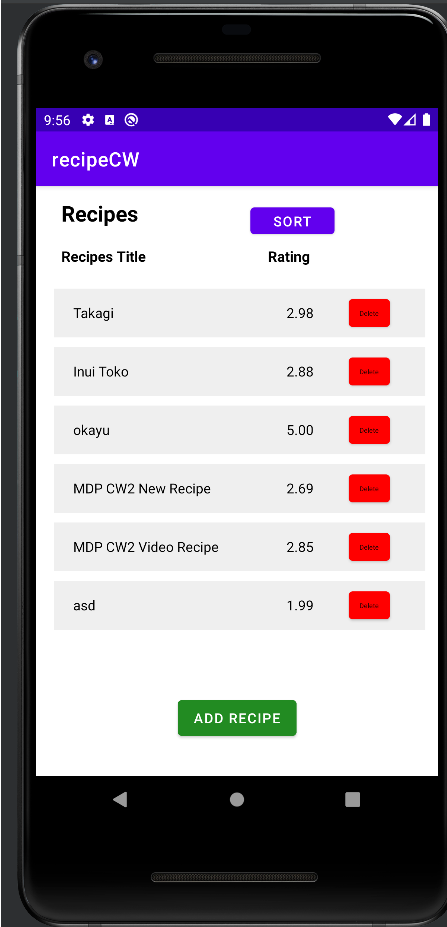 9:56
recipeCW
Recipes SORT
Recipes Title Rating
Takagi 2.98 Delete
Inui Toko 2.88 Delete
okayu 5.00 Delete
MDP CW2 New Recipe 2.69 Delete
MDP CW2 Video Recipe 2.85 Delete
asd 1.99 Delete
ADD RECIPE